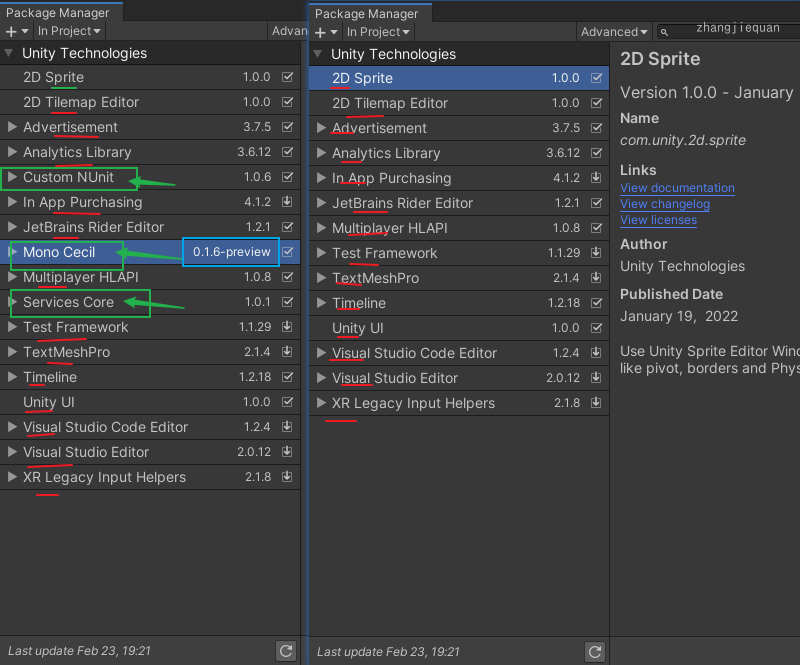 Package Manager
+ In Project Advan
Unity Technologies
2D Sprite 1.0.0
2D Tilemap Editor 1.0.0
Advertisement 3.7.5
Analytics Library 3.6.12
Custom NUnit 1.0.6
In App Purchasing 4.1.2
JetBrains Rider Editor 1.2.1
Mono Cecil 0.1.6-preview
Multiplayer HLAPI 1.0.8
Services Core 1.0.1
Test Framework 1.1.29
TextMeshPro 2.1.4
Timeline 1.2.18
Unity UI 1.0.0
Visual Studio Code Editor 1.2.4
Visual Studio Editor 2.0.12
XR Legacy Input Helpers 2.1.8
Last update Feb 23, 19:21
Package Manager
+ In Project Advanced zhangjiequan
Unity Technologies
2D Sprite 1.0.0
2D Tilemap Editor 1.0.0
Advertisement 3.7.5
Analytics Library 3.6.12
In App Purchasing 4.1.2
JetBrains Rider Editor 1.2.1
Multiplayer HLAPI 1.0.8
Test Framework 1.1.29
TextMeshPro 2.1.4
Timeline 1.2.18
Unity UI 1.0.0
Visual Studio Code Editor 1.2.4
Visual Studio Editor 2.0.12
XR Legacy Input Helpers 2.1.8
Last update Feb 23, 19:21
2D Sprite
Version 1.0.0 - January
Name
com.unity.2d.sprite
Links
View documentation
View changelog
View licenses
Author
Unity Technologies
Published Date
January 19, 2022
Use Unity Sprite Editor Wind
like pivot, borders and Phys